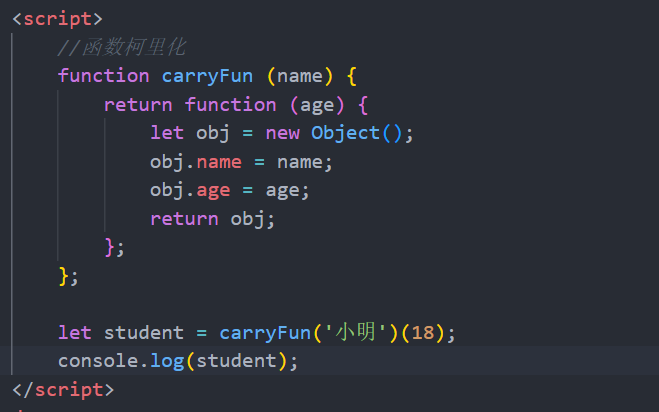 <script>
//函数柯里化
function carryFun (name) {
return function (age) {
let obj = new Object();
obj.name = name;
obj.age = age;
return obj;
};
};
let student = carryFun('小明')(18);
console.log(student);
</script>